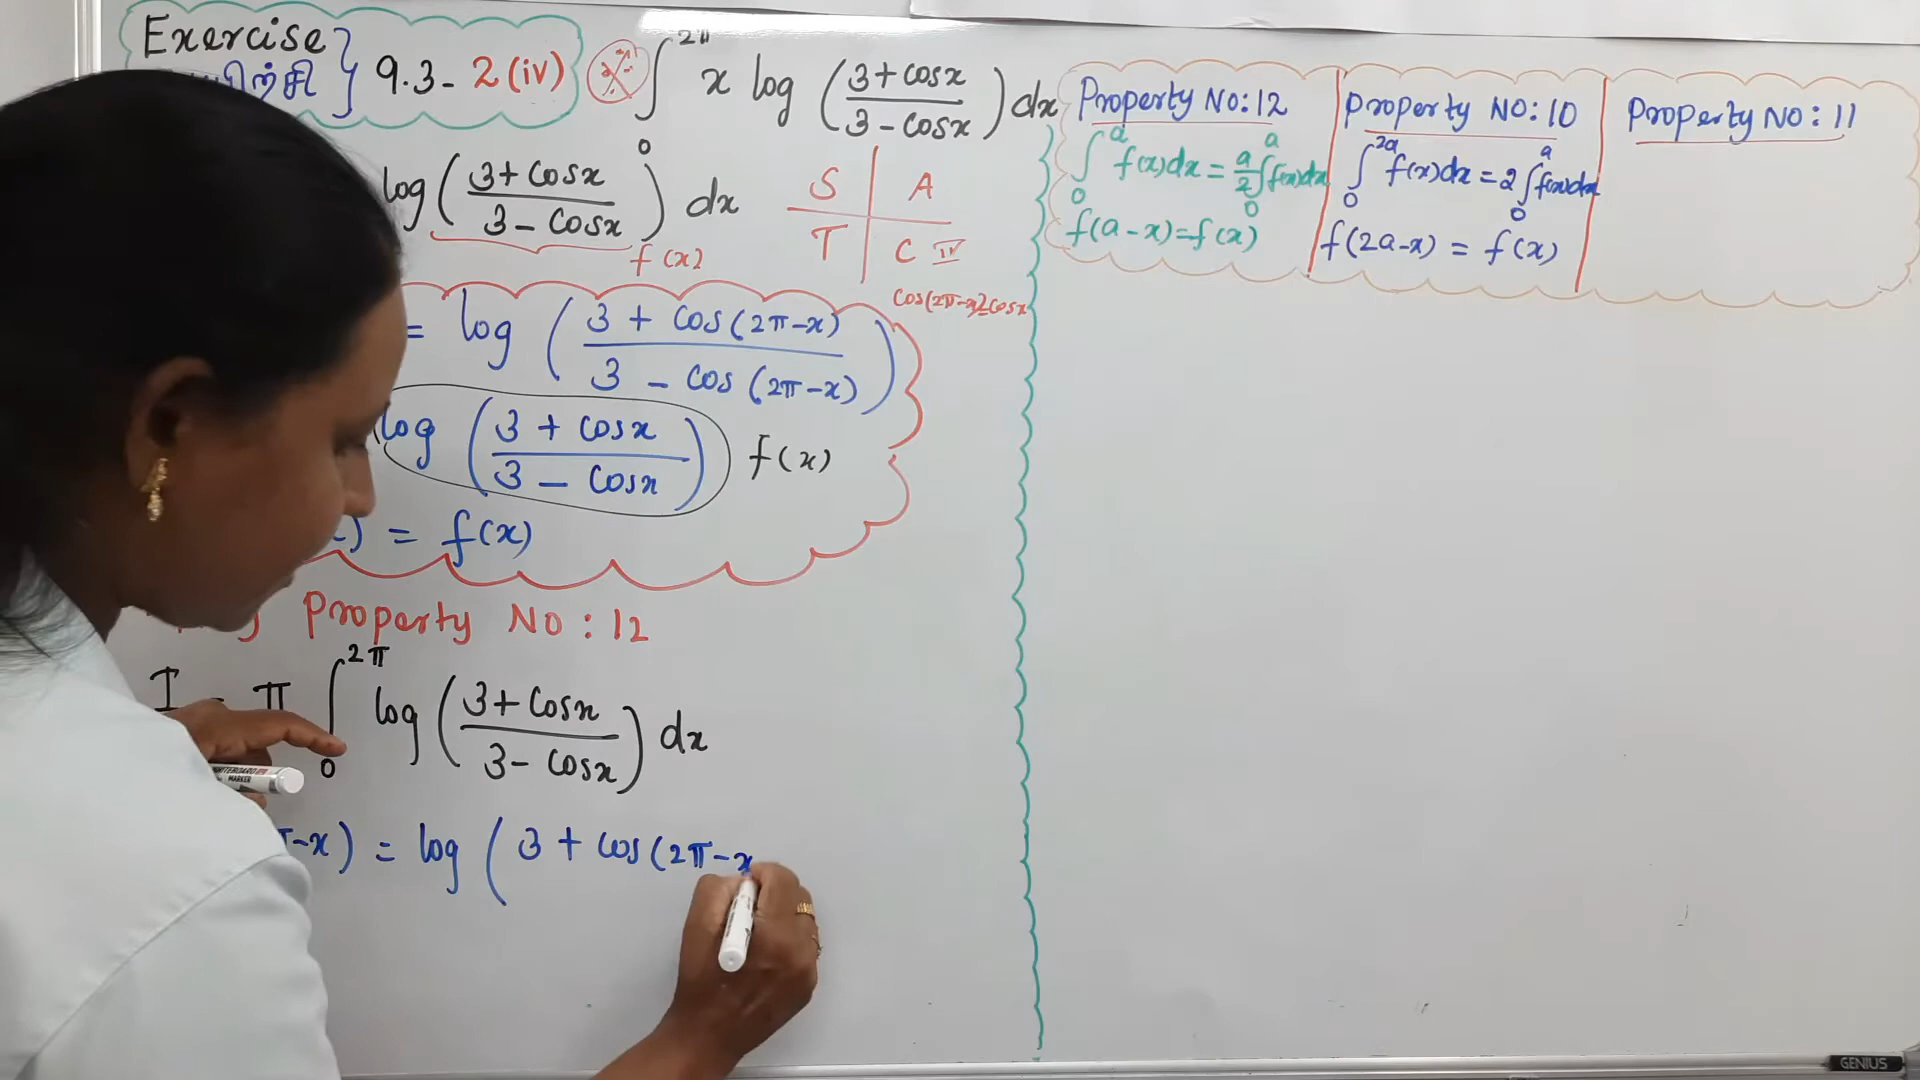 Exercise } 9.3 - 2(iv)
∫₀^2π x log ((3+cosx)/(3-cosx)) dx
log ((3+cosx)/(3-cosx)) dx
f(x)
S A
T C IV
cos(2π-x)=cosx
= log ((3 + cos(2π-x))/(3 - cos(2π-x)))
log ((3 + cosx)/(3 - cosx)) f(x)
) = f(x)
Property No : 12
I = π ∫₀^2π log ((3+cosx)/(3-cosx)) dx
-x) = log ( 3 + cos(2π-x
Property No:12
∫₀^a f(x)dx = a/2 ∫₀^a f(x)dx
f(a-x)=f(x)
Property No:10
∫₀^2a f(x)dx = 2 ∫₀^a f(x)dx
f(2a-x) = f(x)
Property No: 11
MARKER
GENIUS